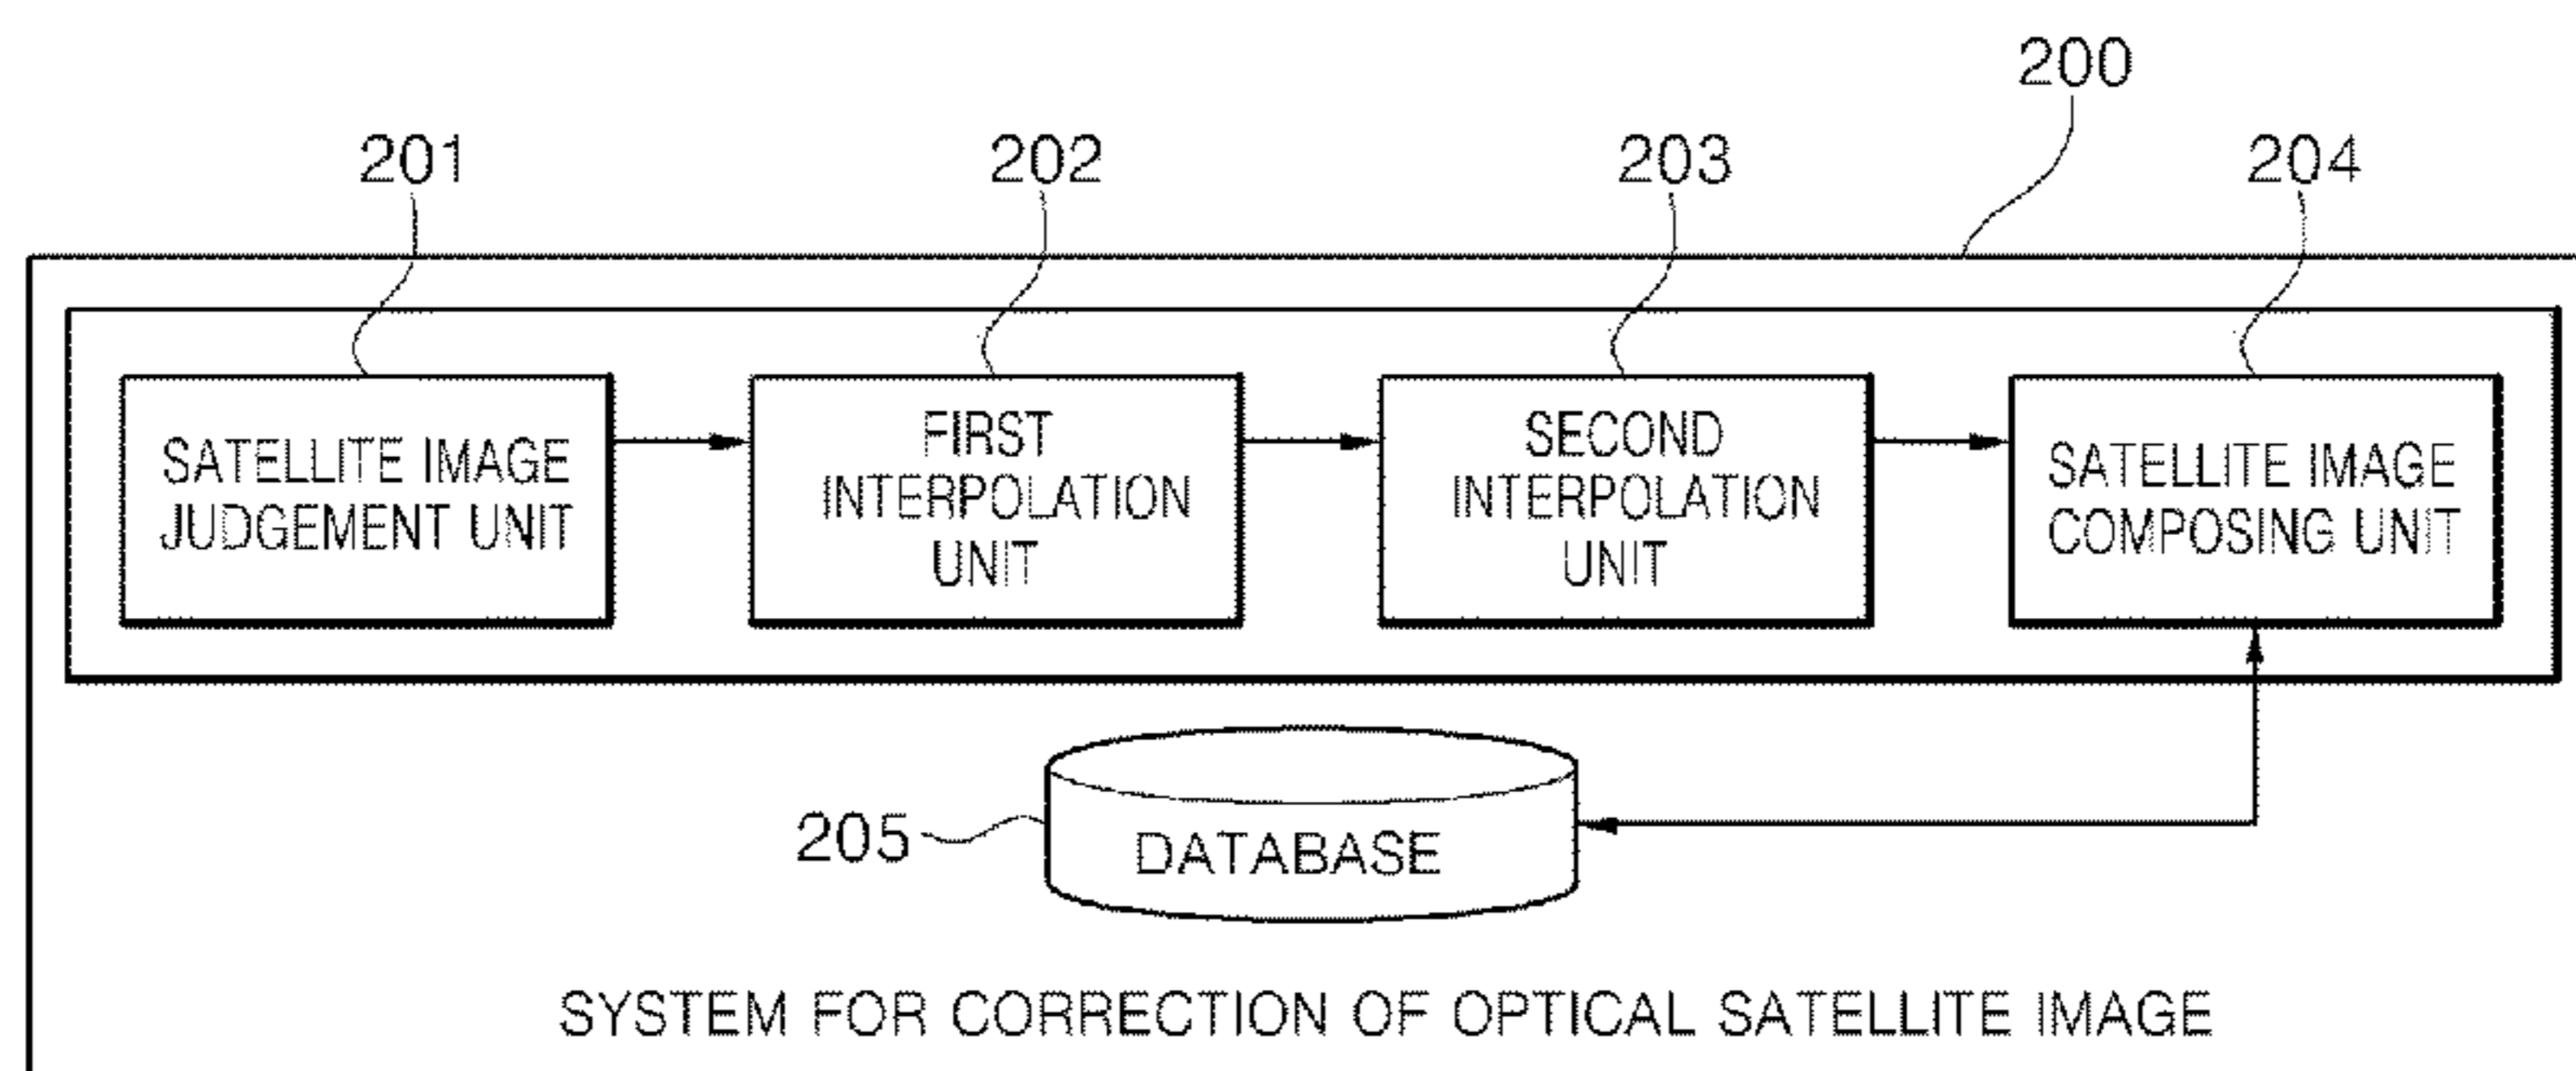 200
201
202
203
204
SATELLITE IMAGE
JUDGEMENT UNIT
FIRST
INTERPOLATION
UNIT
SECOND
INTERPOLATION
UNIT
SATELLITE IMAGE
COMPOSING UNIT
205
DATABASE
SYSTEM FOR CORRECTION OF OPTICAL SATELLITE IMAGE